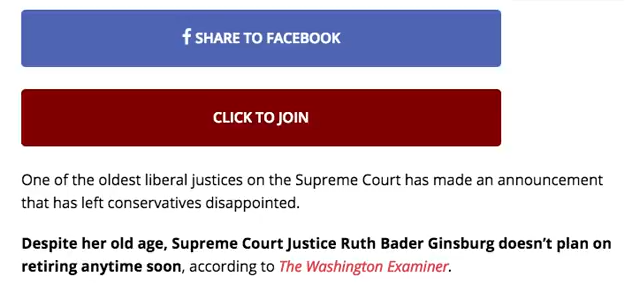 f SHARE TO FACEBOOK
CLICK TO JOIN
One of the oldest liberal justices on the Supreme Court has made an announcement
that has left conservatives disappointed.
Despite her old age, Supreme Court Justice Ruth Bader Ginsburg doesn’t plan on
retiring anytime soon, according to The Washington Examiner.